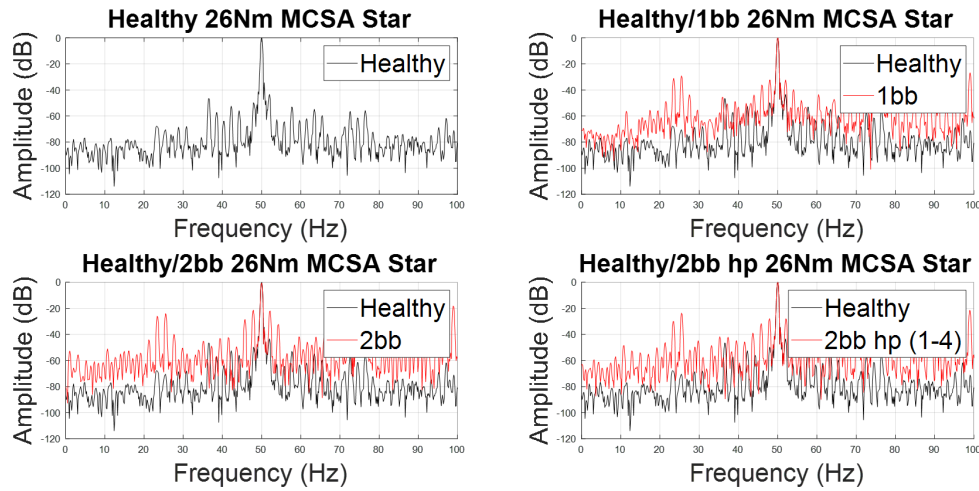 Healthy 26Nm MCSA Star
Amplitude (dB)
0
-20
-40
-60
-80
-100
-120
Healthy
0 10 20 30 40 50 60 70 80 90 100
Frequency (Hz)
Healthy/1bb 26Nm MCSA Star
Amplitude (dB)
0
-20
-40
-60
-80
-100
-120
Healthy
1bb
0 10 20 30 40 50 60 70 80 90 100
Frequency (Hz)
Healthy/2bb 26Nm MCSA Star
Amplitude (dB)
0
-20
-40
-60
-80
-100
-120
Healthy
2bb
0 10 20 30 40 50 60 70 80 90 100
Frequency (Hz)
Healthy/2bb hp 26Nm MCSA Star
Amplitude (dB)
0
-20
-40
-60
-80
-100
-120
Healthy
2bb hp (1-4)
0 10 20 30 40 50 60 70 80 90 100
Frequency (Hz)